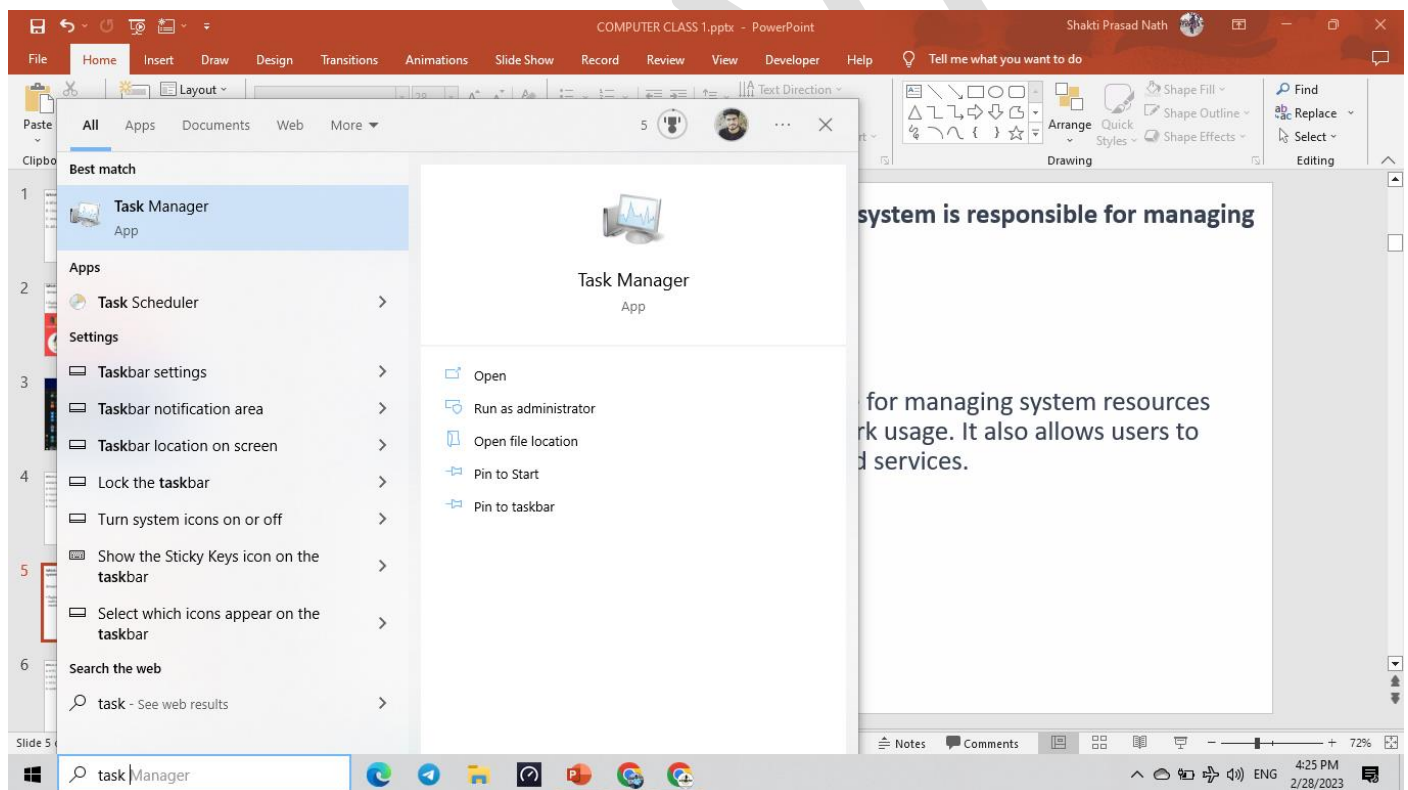 COMPUTER CLASS 1.pptx - PowerPoint
Shakti Prasad Nath
File Home Insert Draw Design Transitions Animations Slide Show Record Review View Developer Help Tell me what you want to do
Layout
Text Direction
Paste
Arrange
Quick
Styles
Shape Fill
Shape Outline
Shape Effects
Find
Replace
Select
Drawing
Editing
All Apps Documents Web More
5
Best match
Task Manager
App
Apps
Task Scheduler
Settings
Taskbar settings
Taskbar notification area
Taskbar location on screen
Lock the taskbar
Turn system icons on or off
Show the Sticky Keys icon on the
taskbar
Select which icons appear on the
taskbar
Search the web
task - See web results
Task Manager
App
Open
Run as administrator
Open file location
Pin to Start
Pin to taskbar
1
2
3
4
5
6
system is responsible for managing
for managing system resources
usage. It also allows users to
services.
Slide 5
Notes Comments
72%
task Manager
ENG
4:25 PM
2/28/2023